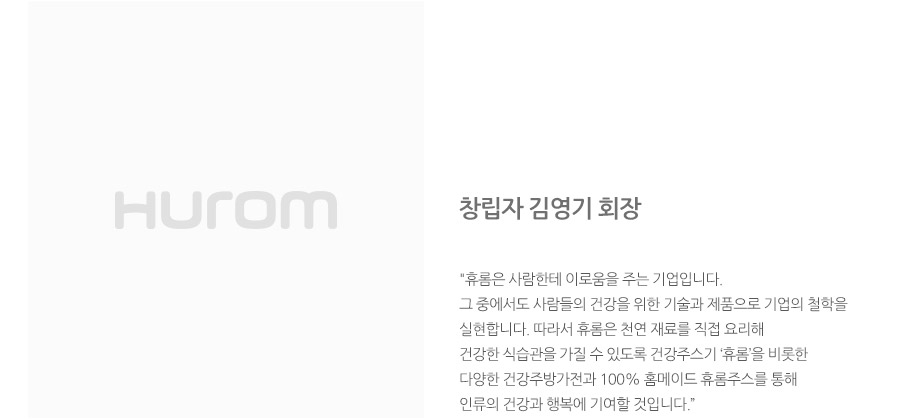 Hurom
창립자 김영기 회장
"휴롬은 사람한테 이로움을 주는 기업입니다.
그 중에서도 사람들의 건강을 위한 기술과 제품으로 기업의 철학을
실현합니다. 따라서 휴롬은 천연 재료를 직접 요리해
건강한 식습관을 가질 수 있도록 건강주스기 ‘휴롬’을 비롯한
다양한 건강주방가전과 100% 홈메이드 휴롬주스를 통해
인류의 건강과 행복에 기여할 것입니다.”